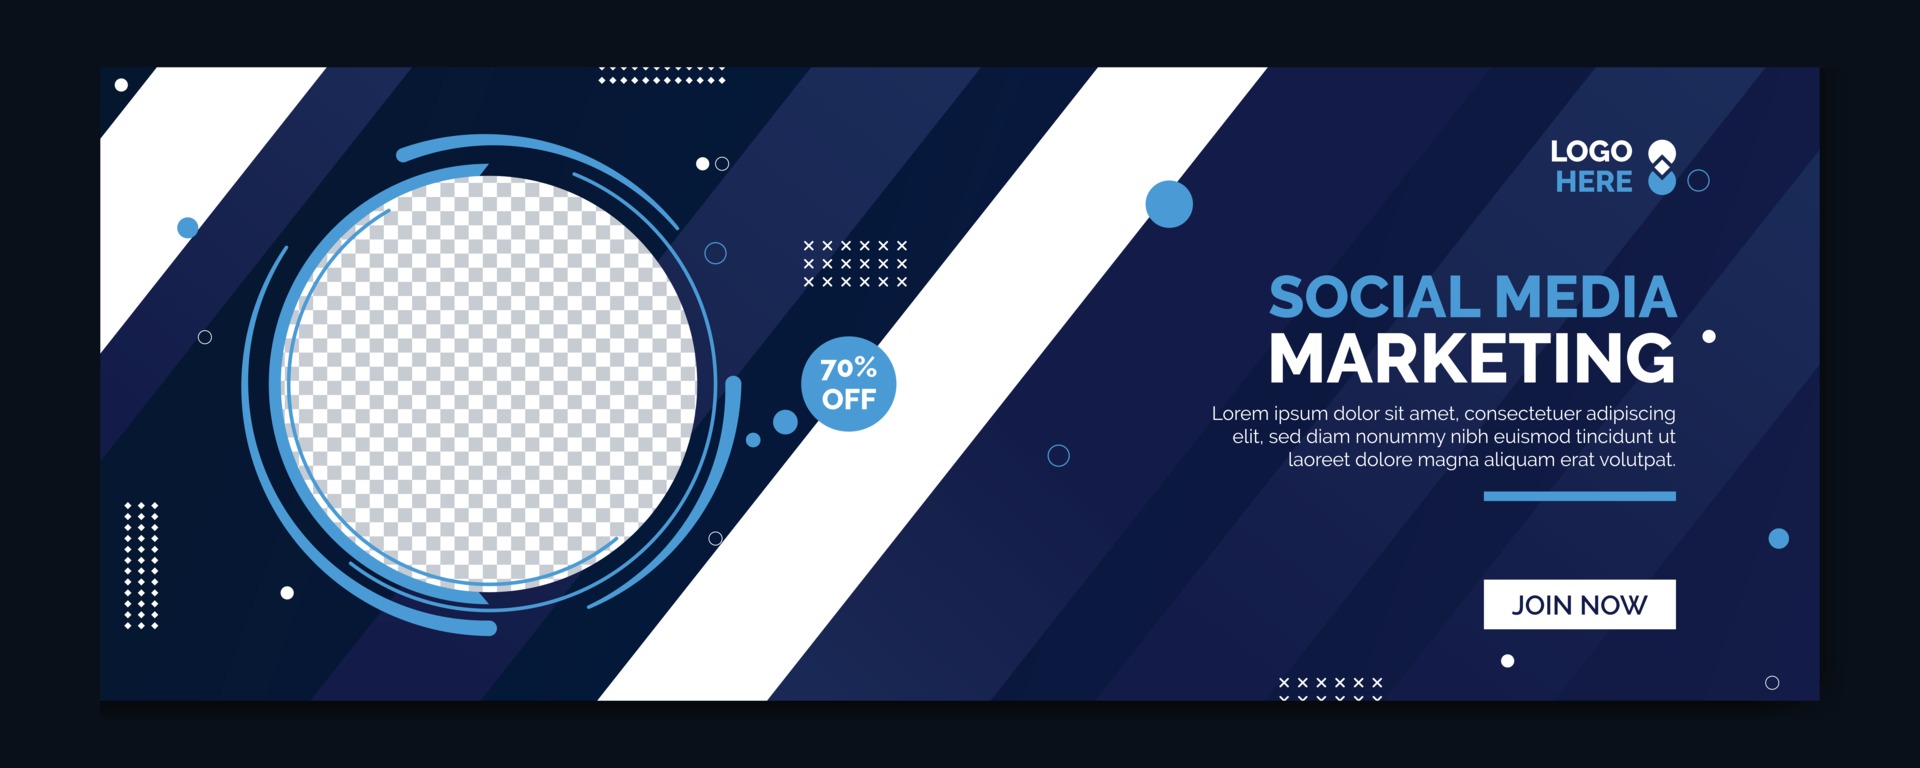 LOGO
HERE
SOCIAL MEDIA
MARKETING
70%
OFF
Lorem ipsum dolor sit amet, consectetuer adipiscing
elit, sed diam nonummy nibh euismod tincidunt ut
laoreet dolore magna aliquam erat volutpat.
JOIN NOW